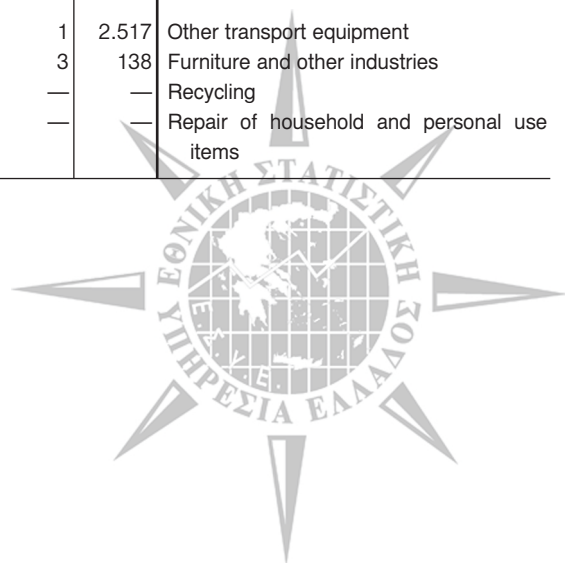 1 2.517 Other transport equipment
3 138 Furniture and other industries
— — Recycling
— — Repair of household and personal use
items
ΕΘΝΙΚΗ ΣΤΑΤΙΣΤΙΚΗ
ΥΠΗΡΕΣΙΑ ΕΛΛΑΔΟΣ
Ε.Σ.Υ.Ε.